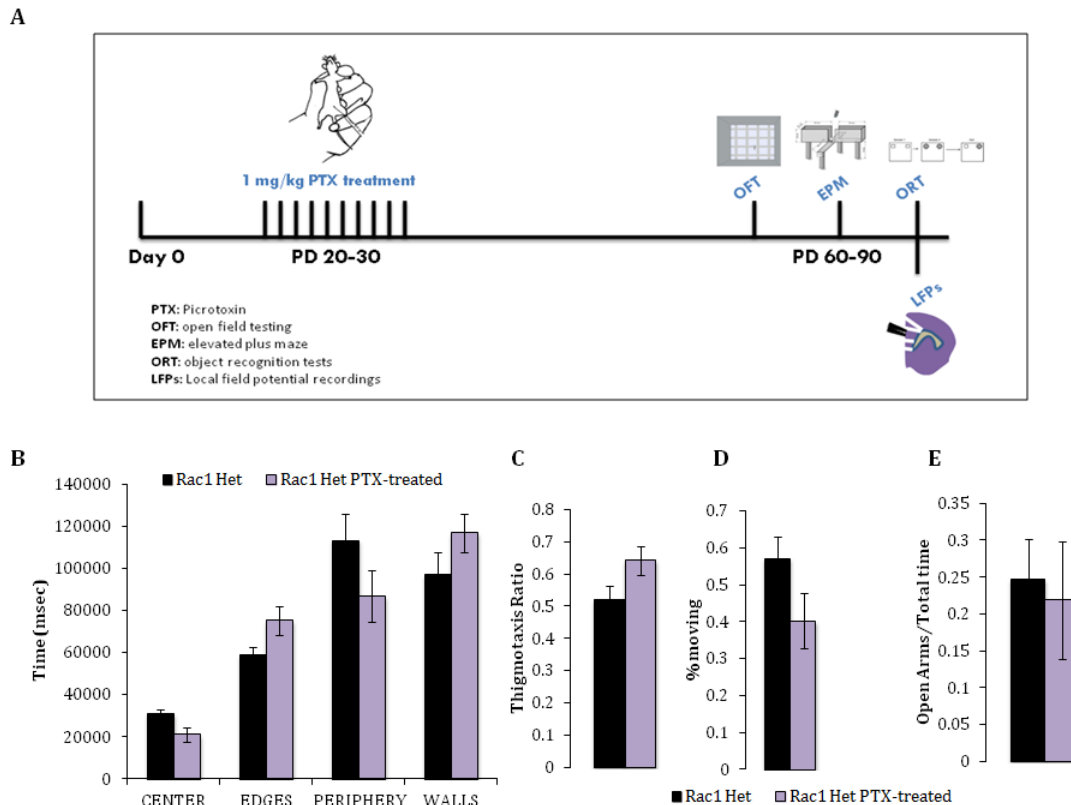 A
1 mg/kg PTX treatment
OFT
EPM
ORT
Day 0
PD 20-30
PD 60-90
LFPs
PTX: Picrotoxin
OFT: open field testing
EPM: elevated plus maze
ORT: object recognition tests
LFPs: Local field potential recordings
B
Rac1 Het
Rac1 Het PTX-treated
Time (msec)
140000
120000
100000
80000
60000
40000
20000
0
CENTER
EDGES
PERIPHERY
WALLS
C
Thigmotaxis Ratio
0.9
0.8
0.7
0.6
0.5
0.4
0.3
0.2
0.1
0
D
%moving
0.7
0.6
0.5
0.4
0.3
0.2
0.1
0
E
Open Arms/Total time
0.35
0.3
0.25
0.2
0.15
0.1
0.05
0
Rac1 Het
Rac1 Het PTX-treated